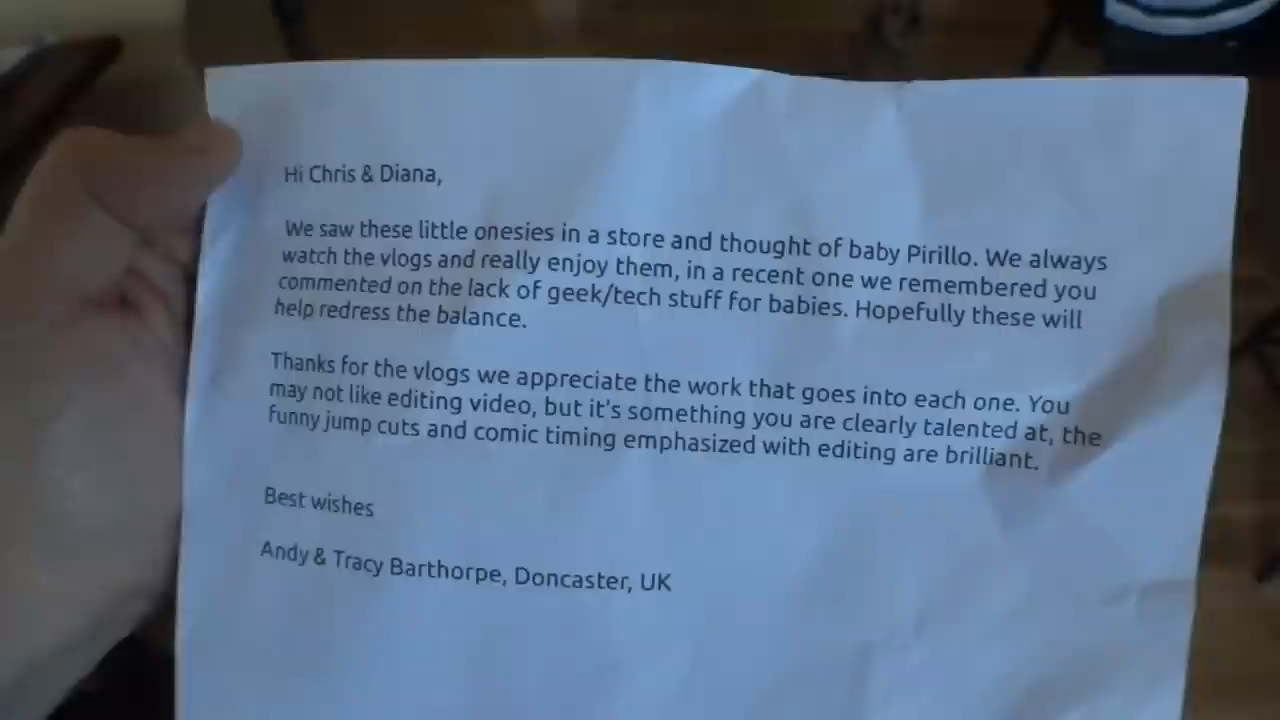 Hi Chris & Diana,
We saw these little onesies in a store and thought of baby Pirillo. We always
watch the vlogs and really enjoy them, in a recent one we remembered you
commented on the lack of geek/tech stuff for babies. Hopefully these will
help redress the balance.
Thanks for the vlogs we appreciate the work that goes into each one. You
may not like editing video, but it's something you are clearly talented at, the
funny jump cuts and comic timing emphasized with editing are brilliant.
Best wishes
Andy & Tracy Barthorpe, Doncaster, UK